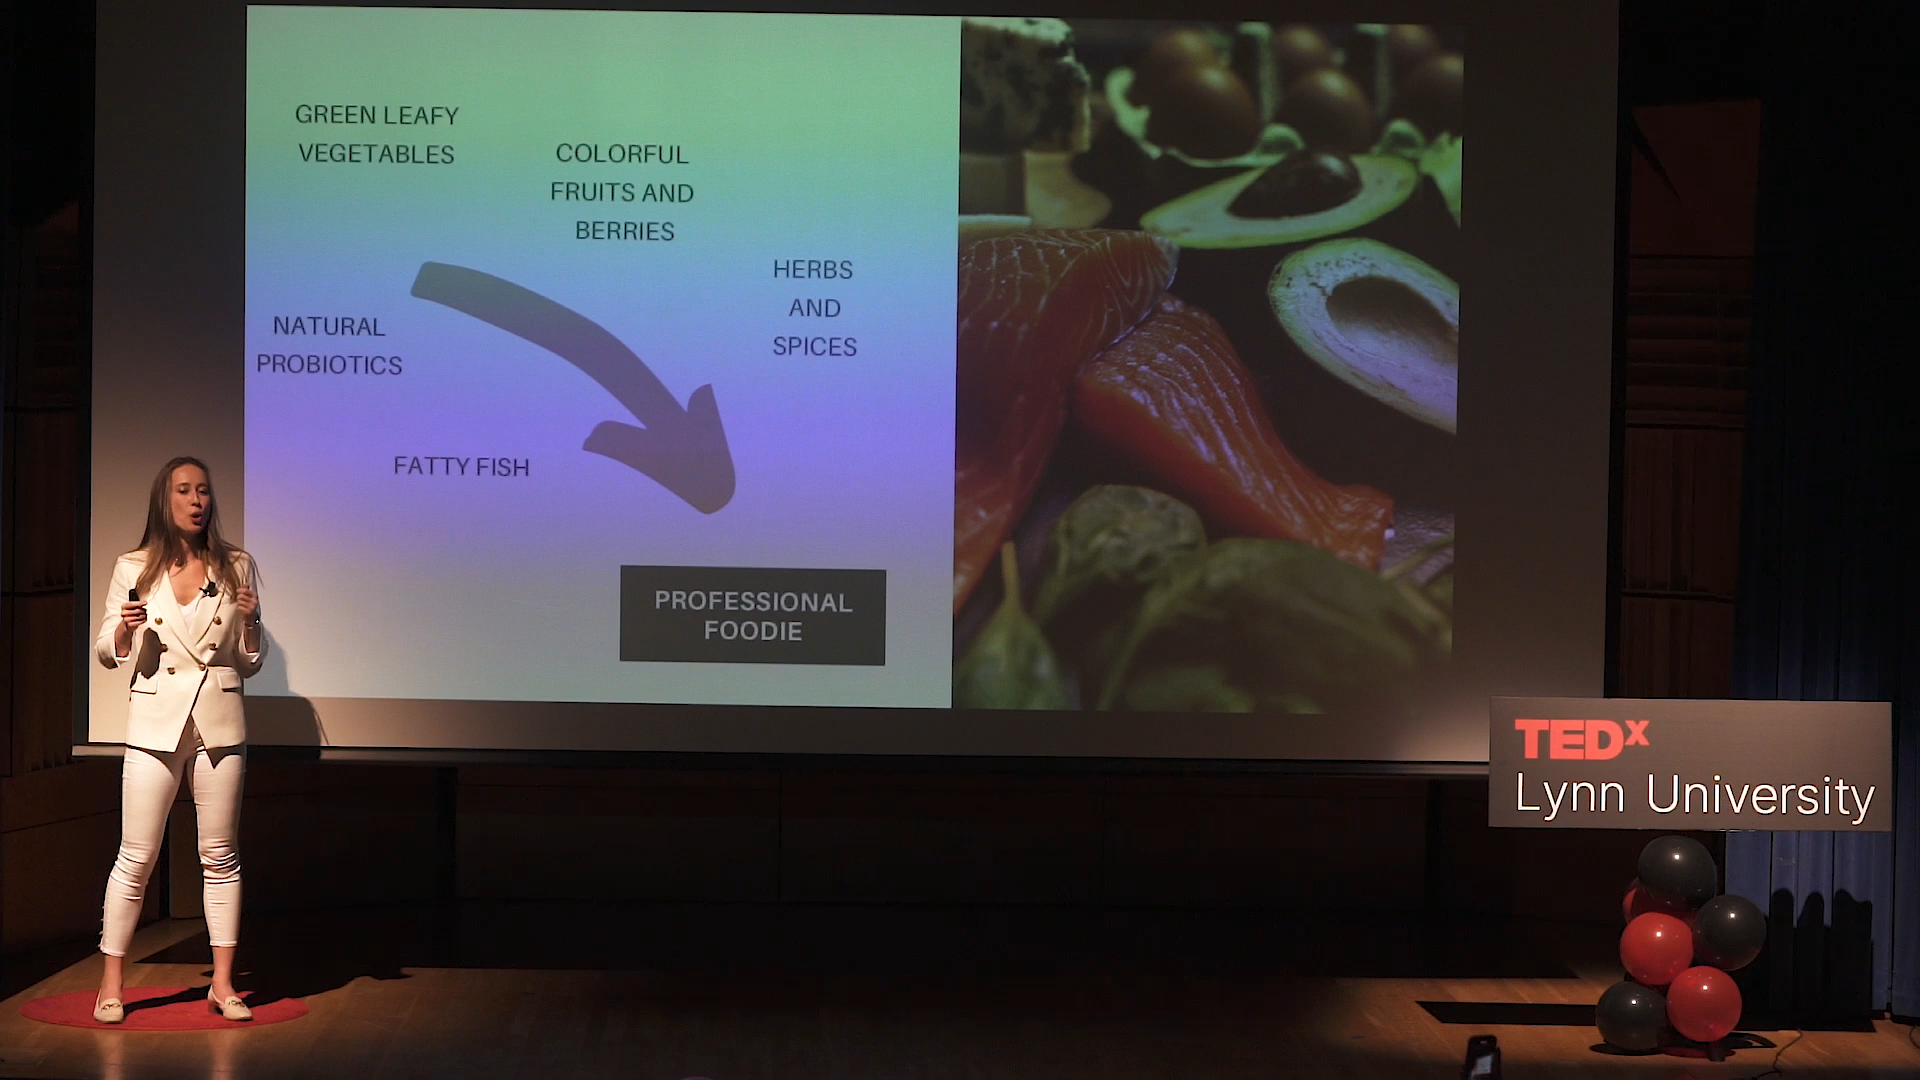 GREEN LEAFY
VEGETABLES
COLORFUL
FRUITS AND
BERRIES
HERBS
AND
SPICES
NATURAL
PROBIOTICS
FATTY FISH
PROFESSIONAL
FOODIE
TEDx
Lynn University